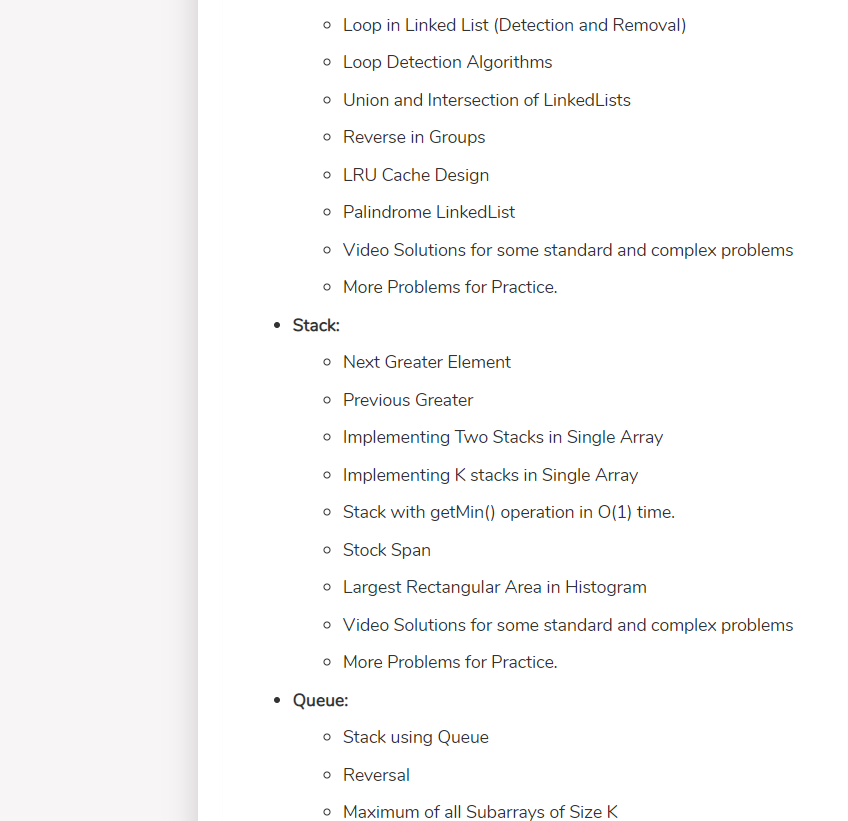 Loop in Linked List (Detection and Removal)
Loop Detection Algorithms
Union and Intersection of LinkedLists
Reverse in Groups
LRU Cache Design
Palindrome LinkedList
Video Solutions for some standard and complex problems
More Problems for Practice.
Stack:
Next Greater Element
Previous Greater
Implementing Two Stacks in Single Array
Implementing K stacks in Single Array
Stack with getMin() operation in O(1) time.
Stock Span
Largest Rectangular Area in Histogram
Video Solutions for some standard and complex problems
More Problems for Practice.
Queue:
Stack using Queue
Reversal
Maximum of all Subarrays of Size K